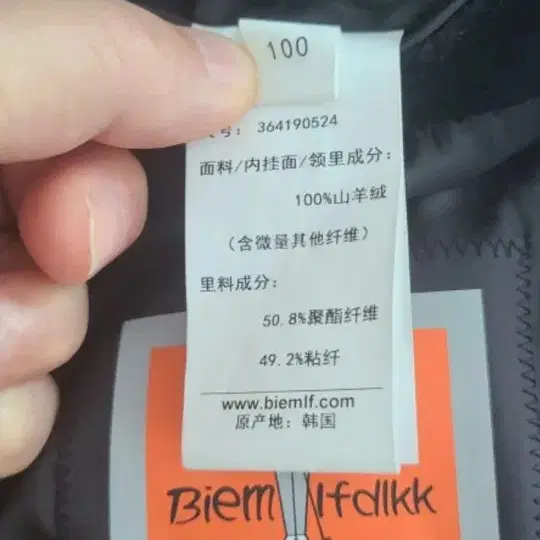 100
号: 364190524
面料/内挂面/领里成分:
100%山羊绒
(含微量其他纤维)
里料成分:
50.8%聚酯纤维
49.2%粘纤
www.biemlf.com
原产地: 韩国
Biem lfdlkk